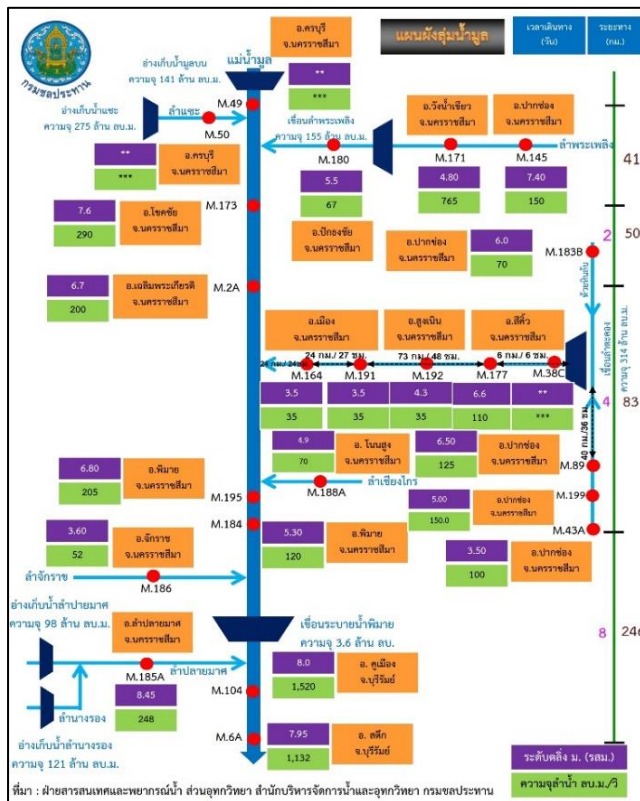 กรมชลประทาน
อ.ครบุรี
จ.นครราชสีมา
แผนผังลุ่มน้ำมูล
เวลาเดินทาง
(วัน)
ระยะทาง
(กม.)
อ่างเก็บน้ำมูลบน
ความจุ 141 ล้าน ลบ.ม.
แม่น้ำมูล
**
***
อ่างเก็บน้ำแซะ
ความจุ 275 ล้าน ลบ.ม.
ลำแซะ
M.49
M.50
เขื่อนลำพระเพลิง
ความจุ 155 ล้าน ลบ.ม.
อ.วังน้ำเขียว
จ.นครราชสีมา
อ.ปากช่อง
จ.นครราชสีมา
ลำพระเพลิง
M.180
M.171
M.145
41
**
***
อ.ครบุรี
จ.นครราชสีมา
5.5
67
4.80
765
7.40
150
M.173
7.6
290
อ.โชคชัย
จ.นครราชสีมา
อ.ปักธงชัย
จ.นครราชสีมา
อ.ปากช่อง
จ.นครราชสีมา
6.0
70
M.183B
2
50
6.7
200
อ.เฉลิมพระเกียรติ
จ.นครราชสีมา
M.2A
ห้วยหินลับ
อ.เมือง
จ.นครราชสีมา
อ.สูงเนิน
จ.นครราชสีมา
อ.สีคิ้ว
จ.นครราชสีมา
เขื่อนลำตะคอง
ความจุ 314 ล้าน ลบ.ม.
24 กม./ 27 ชม.
73 กม./ 48 ชม.
6 กม./ 6 ชม.
M.164
M.191
M.192
M.177
M.38C
3.5
35
3.5
35
4.3
35
6.6
110
**
***
4
83
40 กม./36 ชม.
4.9
70
อ. โนนสูง
จ.นครราชสีมา
6.50
125
อ.ปากช่อง
จ.นครราชสีมา
M.89
6.80
205
อ.พิมาย
จ.นครราชสีมา
M.195
M.188A
ลำเชียงไกร
5.00
150.0
อ.ปากช่อง
จ.นครราชสีมา
M.199
M.184
M.43A
3.60
52
อ.จักราช
จ.นครราชสีมา
5.30
120
อ.พิมาย
จ.นครราชสีมา
3.50
100
อ.ปากช่อง
จ.นครราชสีมา
ลำจักราช
M.186
อ่างเก็บน้ำลำปลายมาศ
ความจุ 98 ล้าน ลบ.ม.
อ.ลำปลายมาศ
จ.นครราชสีมา
เขื่อนระบายน้ำพิมาย
ความจุ 3.6 ล้าน ลบ.
8
246
M.185A
ลำปลายมาศ
8.0
1,520
อ. คูเมือง
จ.บุรีรัมย์
M.104
8.45
248
ลำนางรอง
M.6A
7.95
1,132
อ. สตึก
จ.บุรีรัมย์
อ่างเก็บน้ำลำนางรอง
ความจุ 121 ล้าน ลบ.ม.
ระดับตลิ่ง ม. (รสม.)
ความจุลำน้ำ ลบ.ม./วิ
ที่มา : ฝ่ายสารสนเทศและพยากรณ์น้ำ ส่วนอุทกวิทยา สำนักบริหารจัดการน้ำและอุทกวิทยา กรมชลประทาน